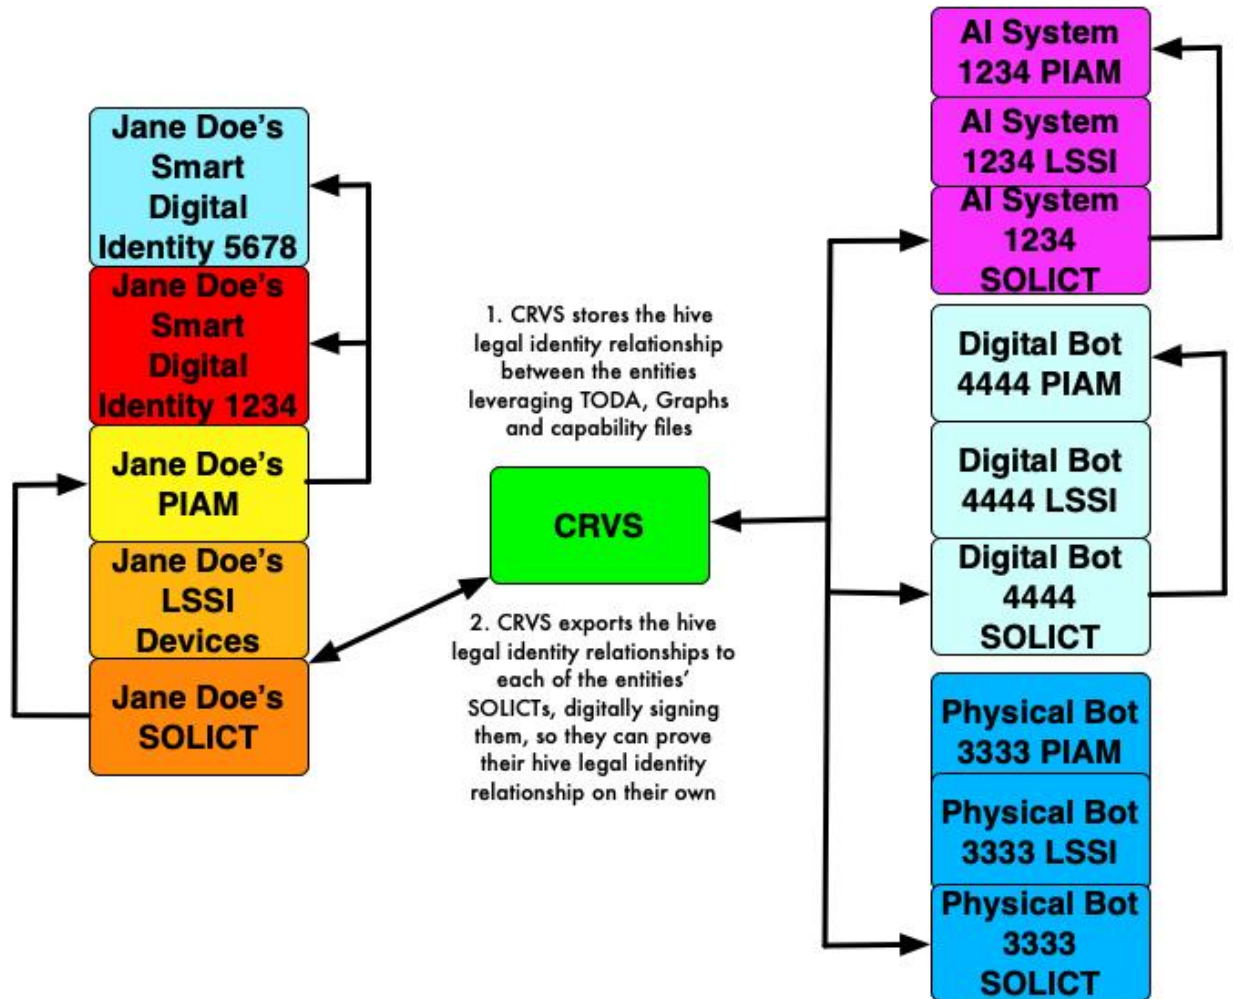 Jane Doe's
Smart
Digital
Identity 5678
Jane Doe's
Smart
Digital
Identity 1234
Jane Doe's
PIAM
Jane Doe's
LSSI
Devices
Jane Doe's
SOLICT
1. CRVS stores the hive
legal identity relationship
between the entities
leveraging TODA, Graphs
and capability files
CRVS
2. CRVS exports the hive
legal identity relationships to
each of the entities'
SOLICTs, digitally signing
them, so they can prove
their hive legal identity
relationship on their own
AI System
1234 PIAM
AI System
1234 LSSI
AI System
1234
SOLICT
Digital Bot
4444 PIAM
Digital Bot
4444 LSSI
Digital Bot
4444
SOLICT
Physical Bot
3333 PIAM
Physical Bot
3333 LSSI
Physical Bot
3333
SOLICT